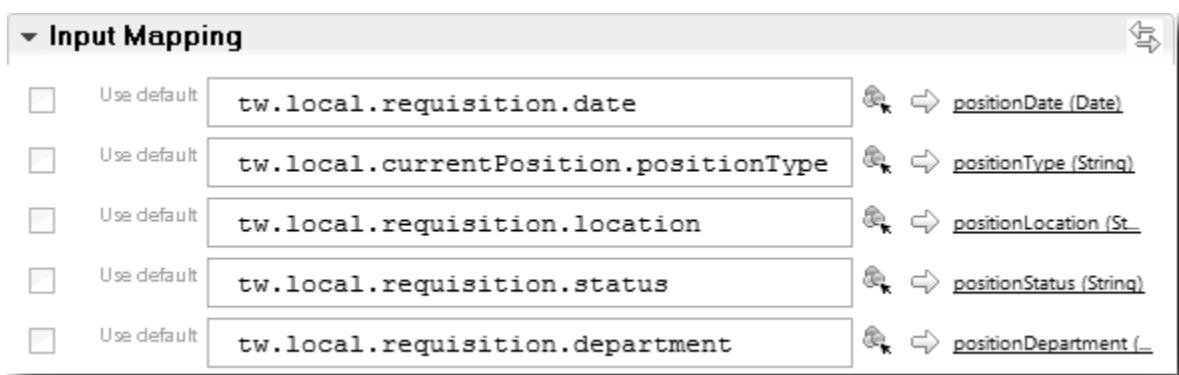 Input Mapping
Use default tw.local.requisition.date positionDate (Date)
Use default tw.local.currentPosition.positionType positionType (String)
Use default tw.local.requisition.location positionLocation (St...
Use default tw.local.requisition.status positionStatus (String)
Use default tw.local.requisition.department positionDepartment (...